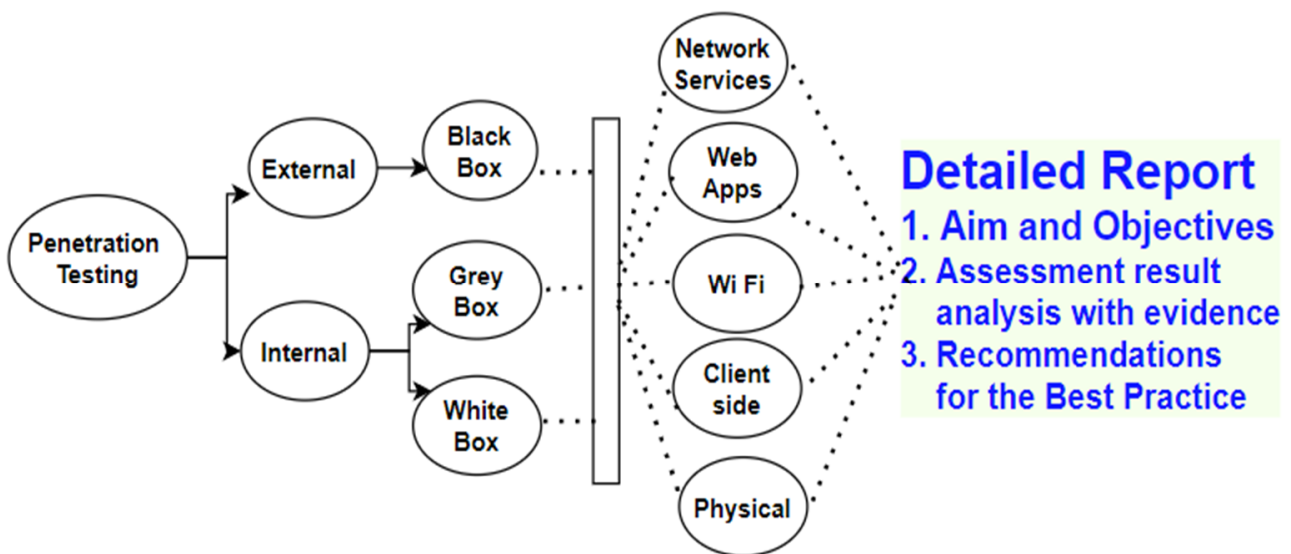 Penetration
Testing
External
Internal
Black
Box
Grey
Box
White
Box
Network
Services
Web
Apps
Wi Fi
Client
side
Physical
Detailed Report
1. Aim and Objectives
2. Assessment result
analysis with evidence
3. Recommendations
for the Best Practice